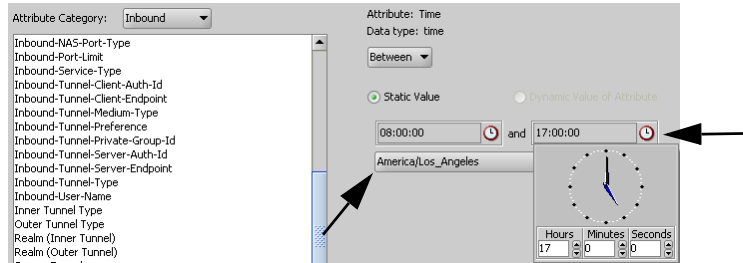 Attribute Category: Inbound
Inbound-NAS-Port-Type
Inbound-Port-Limit
Inbound-Service-Type
Inbound-Tunnel-Client-Auth-Id
Inbound-Tunnel-Client-Endpoint
Inbound-Tunnel-Medium-Type
Inbound-Tunnel-Preference
Inbound-Tunnel-Private-Group-Id
Inbound-Tunnel-Server-Auth-Id
Inbound-Tunnel-Server-Endpoint
Inbound-Tunnel-Type
Inbound-User-Name
Inner Tunnel Type
Outer Tunnel Type
Realm (Inner Tunnel)
Realm (Outer Tunnel)
Attribute: Time
Data type: time
Between
Static Value Dynamic Value of Attribute
08:00:00 and 17:00:00
America/Los_Angeles
Hours Minutes Seconds
17 0 0